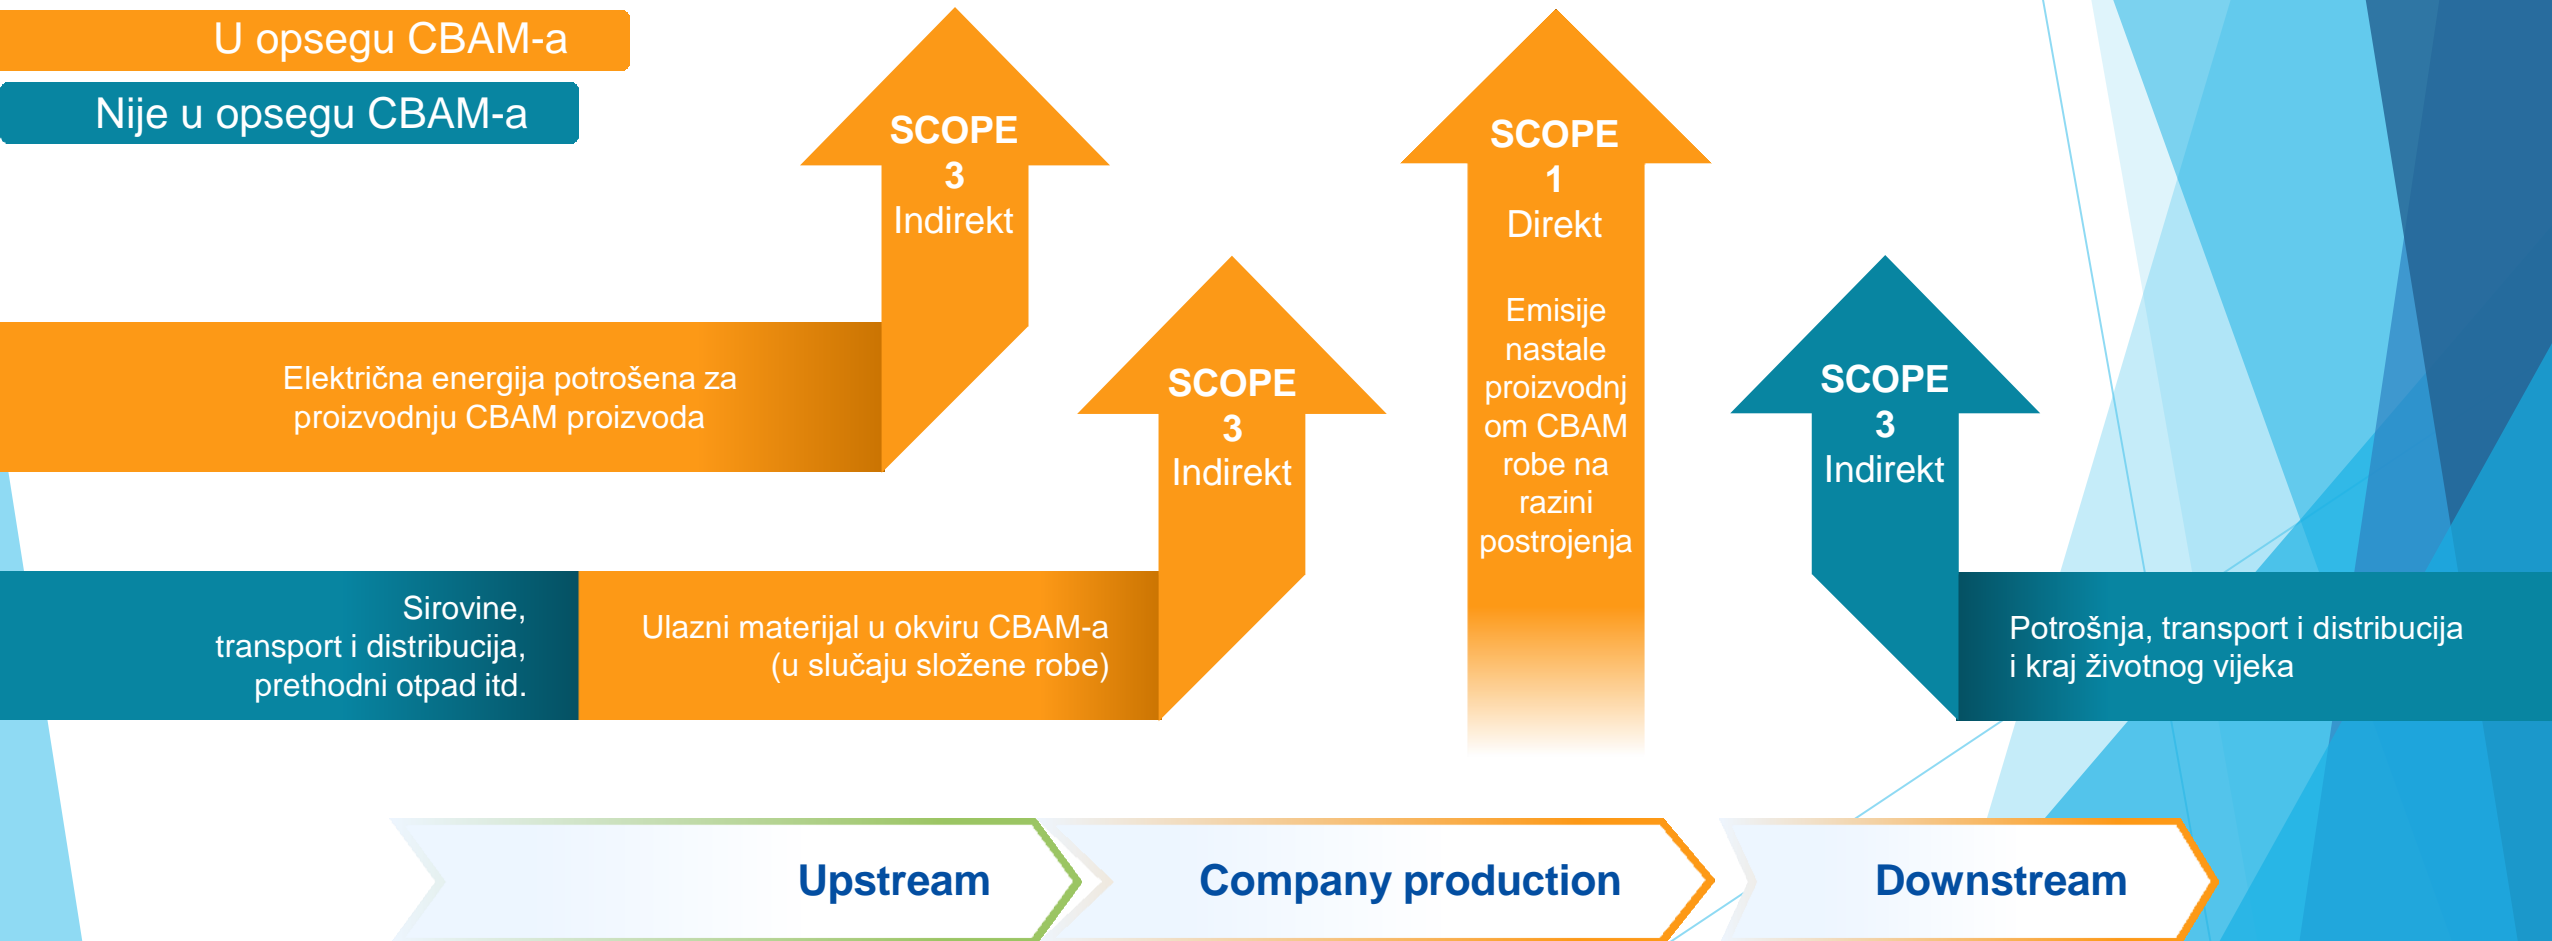 U opsegu CBAM-a
Nije u opsegu CBAM-a
SCOPE
3
Indirekt
Eléktrična energija potrošena za
proizvodnju CBAM proizvoda
SCOPE
3
Indirekt
Sirovine,
transport i distribucija,
prethodni otpad itd.
Ulazni materijal u okviru CBAM-a
(u slučaju složene robe)
SCOPE
1
Direkt
Emisije
nastale
proizvodnj
om CBAM
robe na
razini
postrojenja
SCOPE
3
Indirekt
Potrošnja, transport i distribucija
i kraj životnog vijeka
Upstream
Company production
Downstream